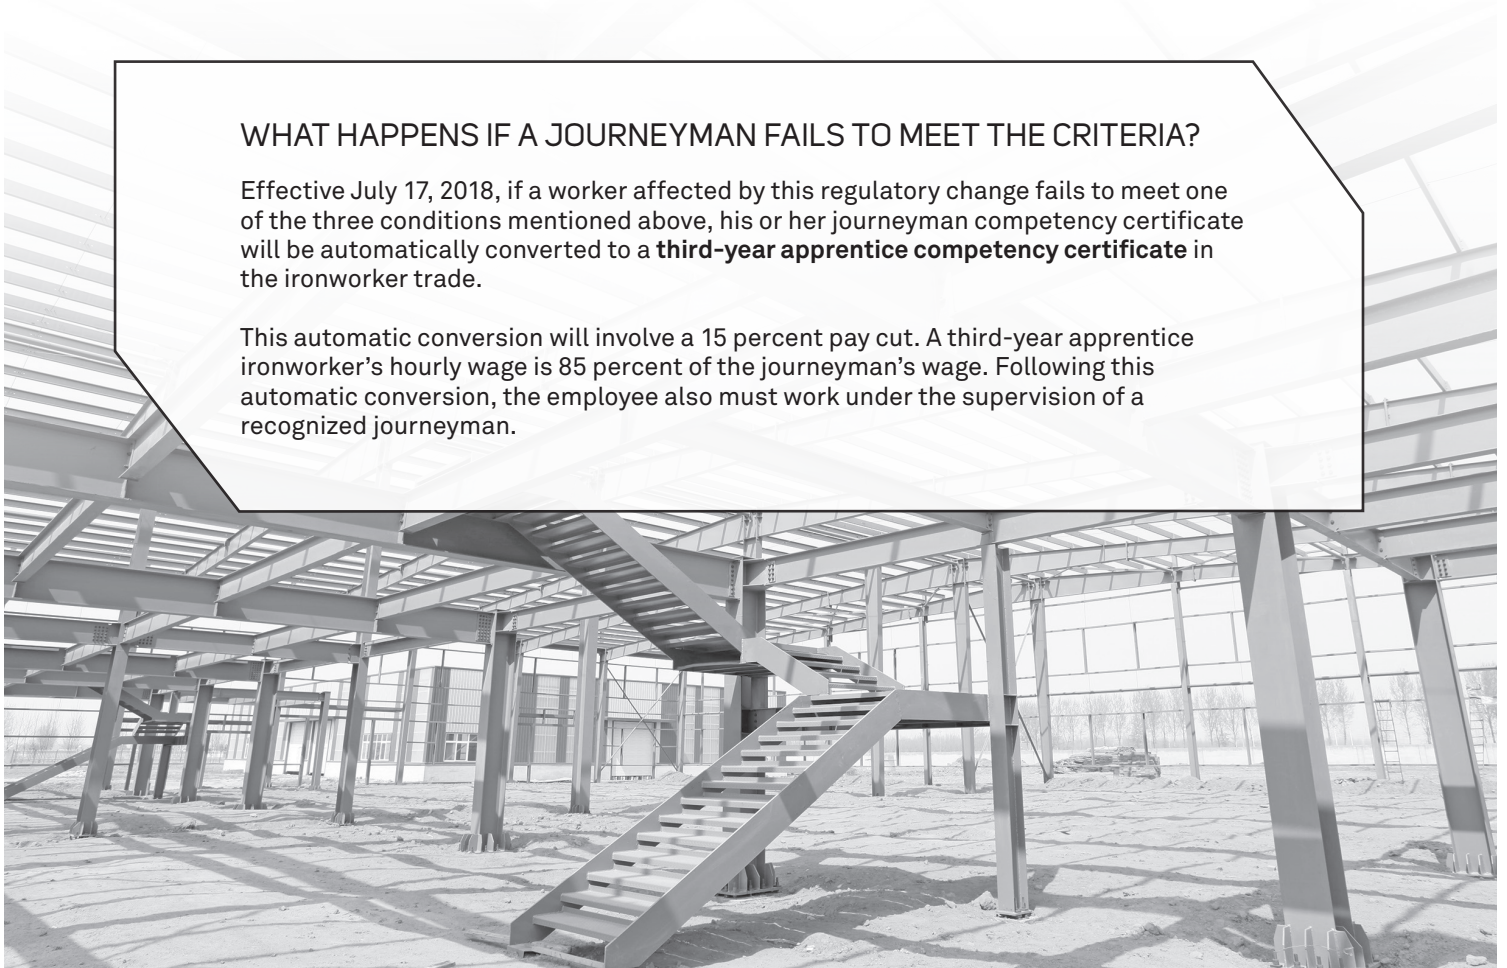 WHAT HAPPENS IF A JOURNEYMAN FAILS TO MEET THE CRITERIA?
Effective July 17, 2018, if a worker affected by this regulatory change fails to meet one
of the three conditions mentioned above, his or her journeyman competency certificate
will be automatically converted to a third-year apprentice competency certificate in
the ironworker trade.
This automatic conversion will involve a 15 percent pay cut. A third-year apprentice
ironworker’s hourly wage is 85 percent of the journeyman’s wage. Following this
automatic conversion, the employee also must work under the supervision of a
recognized journeyman.